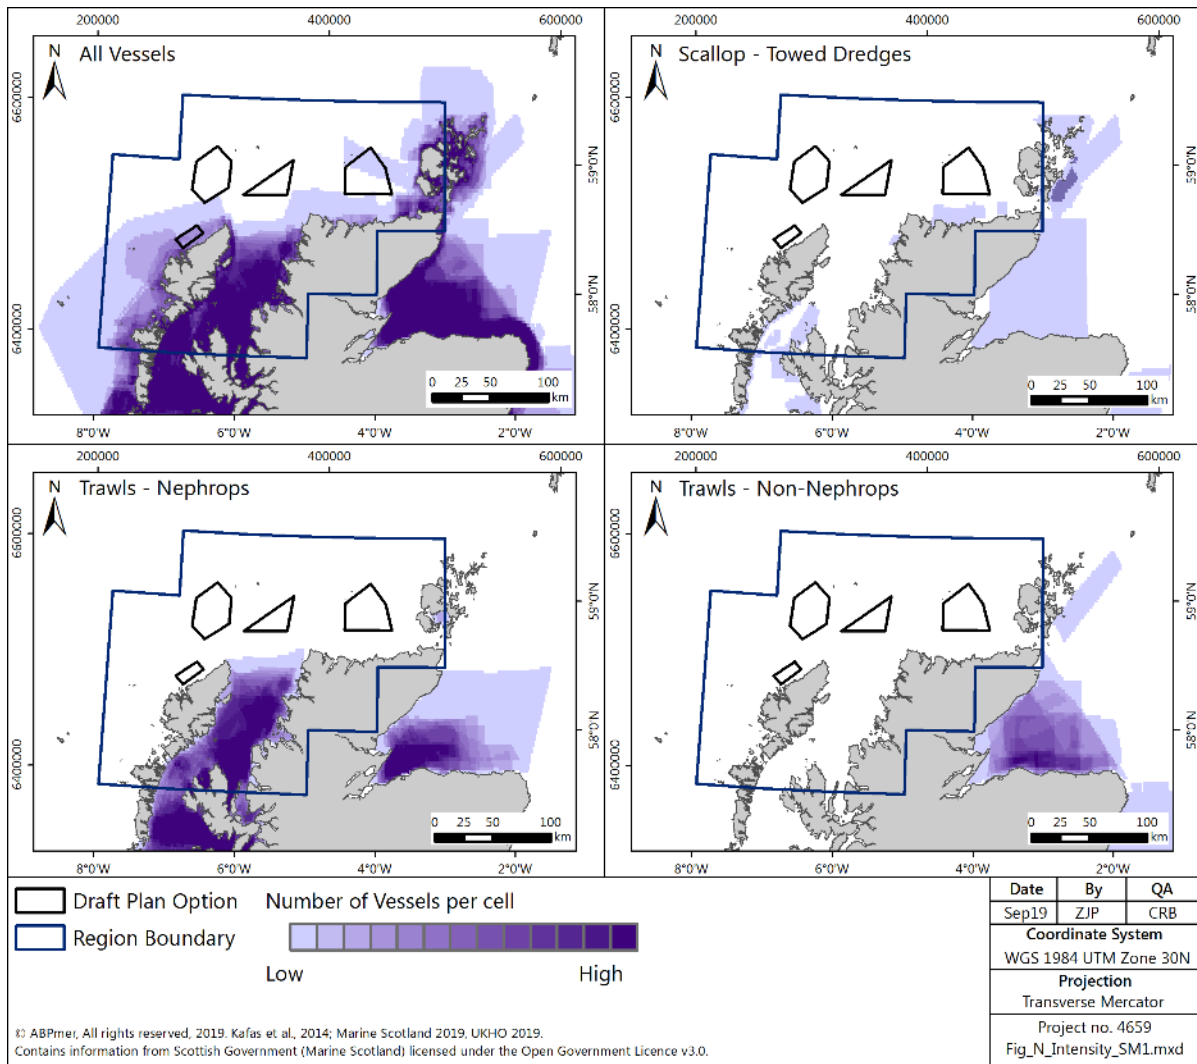 200000 400000 600000
200000 400000 600000
N
All Vessels
N
Scallop - Towed Dredges
6600000
6400000
59°0'N
58°0'N
6600000
6400000
59°0'N
58°0'N
0 25 50 100
km
0 25 50 100
km
8°0'W 6°0'W 4°0'W 2°0'W
8°0'W 6°0'W 4°0'W 2°0'W
200000 400000 600000
200000 400000 600000
N
Trawls - Nephrops
N
Trawls - Non-Nephrops
6600000
6400000
59°0'N
58°0'N
6600000
6400000
59°0'N
58°0'N
0 25 50 100
km
0 25 50 100
km
8°0'W 6°0'W 4°0'W 2°0'W
8°0'W 6°0'W 4°0'W 2°0'W
Draft Plan Option
Region Boundary
Number of Vessels per cell
Low High
Date By QA
Sep19 ZJP CRB
Coordinate System
WGS 1984 UTM Zone 30N
Projection
Transverse Mercator
Project no. 4659
Fig_N_Intensity_SM1.mxd
© ABPmer, All rights reserved, 2019. Kafas et al., 2014; Marine Scotland 2019, UKHO 2019.
Contains information from Scottish Government (Marine Scotland) licensed under the Open Government Licence v3.0.